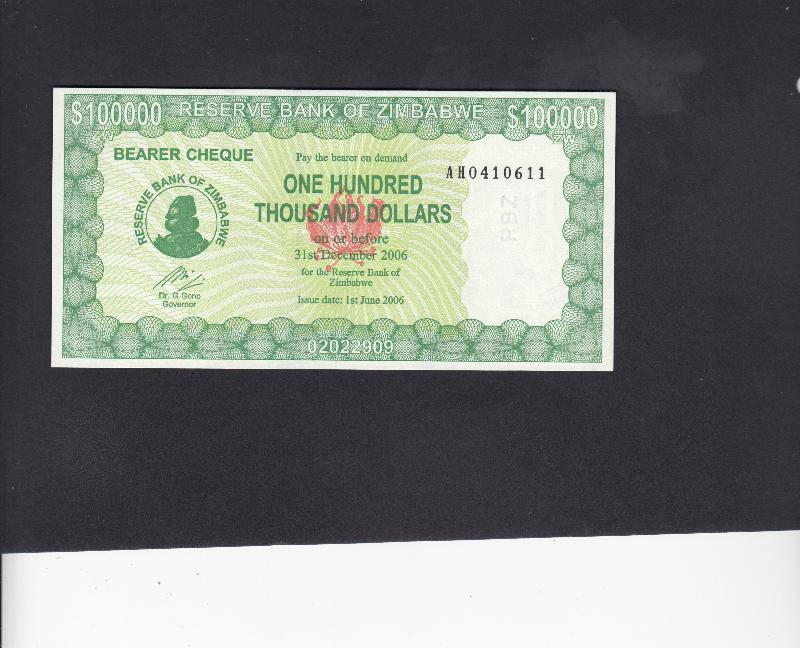 $100000 RESERVE BANK OF ZIMBABWE $100000
ZW
BEARER CHEQUE
Pay the bearer on demand
AH0410611
ONE HUNDRED
THOUSAND DOLLARS
on or before
31st December 2006
for the Reserve Bank of
Zimbabwe
Issue date: 1st June 2006
RESERVE BANK OF ZIMBABWE
Dr. G Gono
Governor
RBZ
02022909